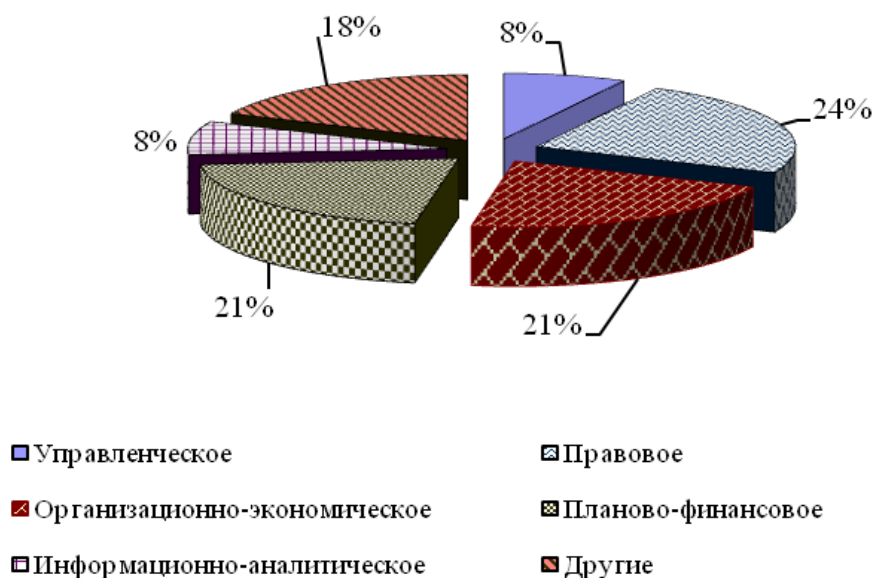 18%
8%
24%
8%
21%
21%
Управленческое
Правовое
Организационно-экономическое
Планово-финансовое
Информационно-аналитическое
Другие